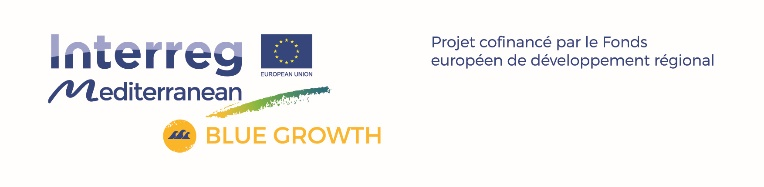 Interreg
EUROPEAN UNION
Mediterranean
BLUE GROWTH
Projet cofinancé par le Fonds
européen de développement régional